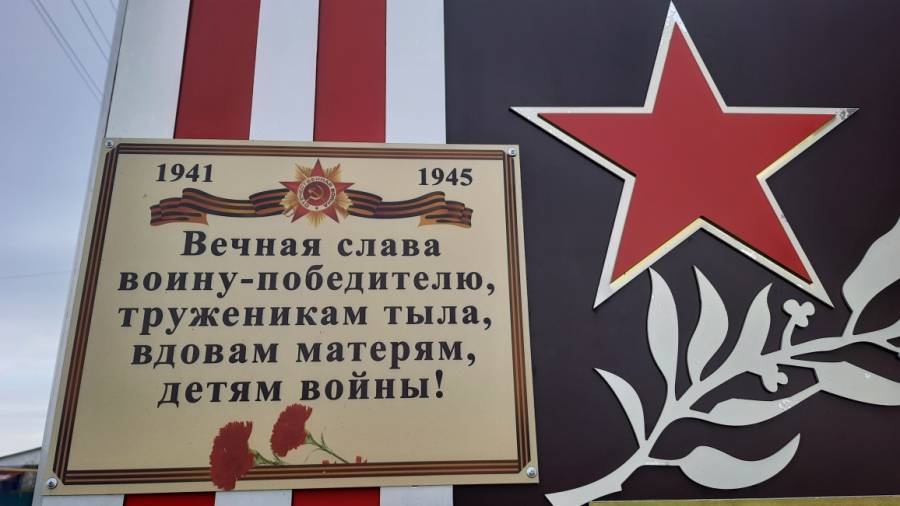 1941
1945
Вечная слава
воину-победителю,
труженикам тыла,
вдовам матерям,
детям войны!